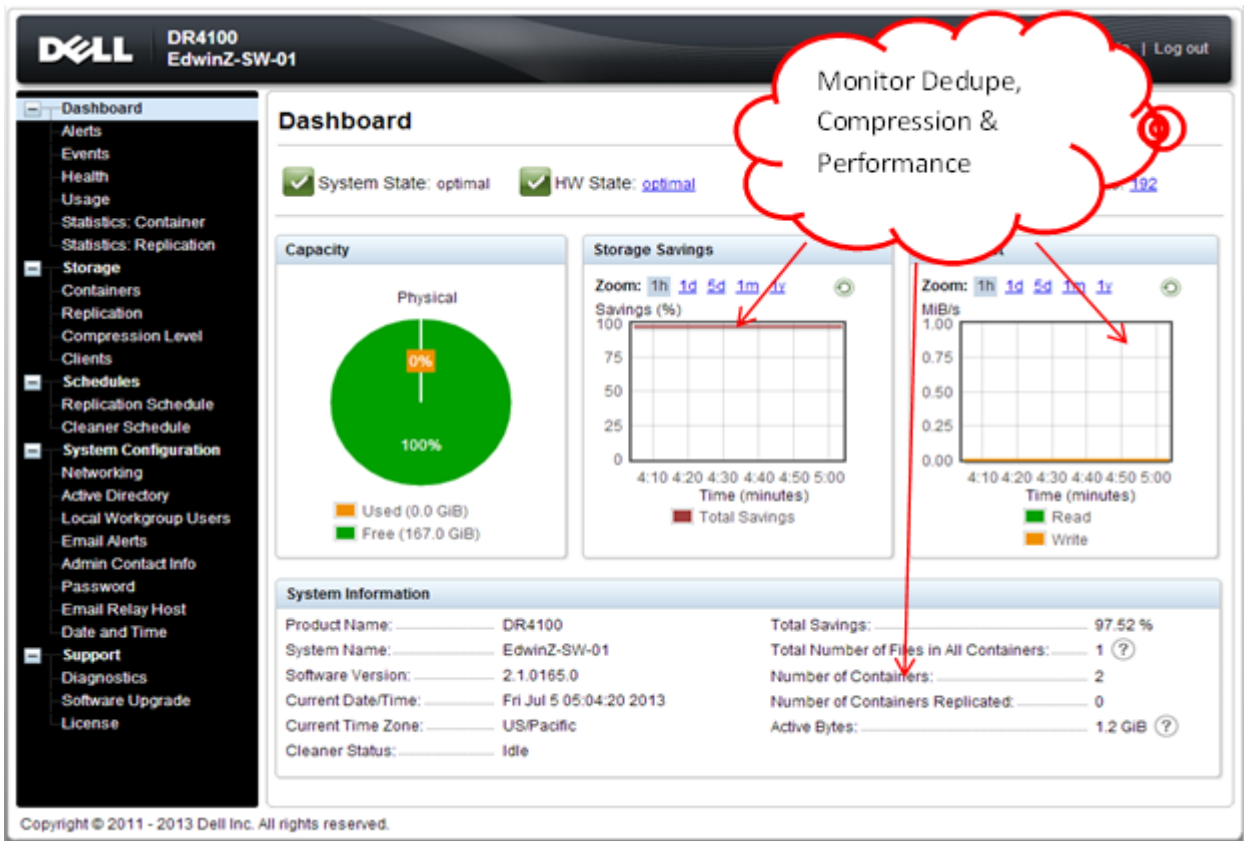 DELL
DR4100
EdwinZ-SW-01
Log out
Monitor Dedupe,
Compression &
Performance
Dashboard
Alerts
Events
Health
Usage
Statistics: Container
Statistics: Replication
Storage
Containers
Replication
Compression Level
Clients
Schedules
Replication Schedule
Cleaner Schedule
System Configuration
Networking
Active Directory
Local Workgroup Users
Email Alerts
Admin Contact Info
Password
Email Relay Host
Date and Time
Support
Diagnostics
Software Upgrade
License
Dashboard
System State: optimal
HW State: optimal
192
Capacity
Physical
0%
100%
Used (0.0 GiB)
Free (167.0 GiB)
Storage Savings
Zoom: 1h 1d 5d 1m 1y
Savings (%)
100
75
50
25
0
4:10 4:20 4:30 4:40 4:50 5:00
Time (minutes)
Total Savings
Zoom: 1h 1d 5d 1m 1y
MiB/s
1.00
0.75
0.50
0.25
0.00
4:10 4:20 4:30 4:40 4:50 5:00
Time (minutes)
Read
Write
System Information
Product Name: DR4100
System Name: EdwinZ-SW-01
Software Version: 2.1.0165.0
Current Date/Time: Fri Jul 5 05:04:20 2013
Current Time Zone: US/Pacific
Cleaner Status: Idle
Total Savings: 97.52 %
Total Number of Files in All Containers: 1 ?
Number of Containers: 2
Number of Containers Replicated: 0
Active Bytes: 1.2 GiB ?
Copyright © 2011 - 2013 Dell Inc. All rights reserved.